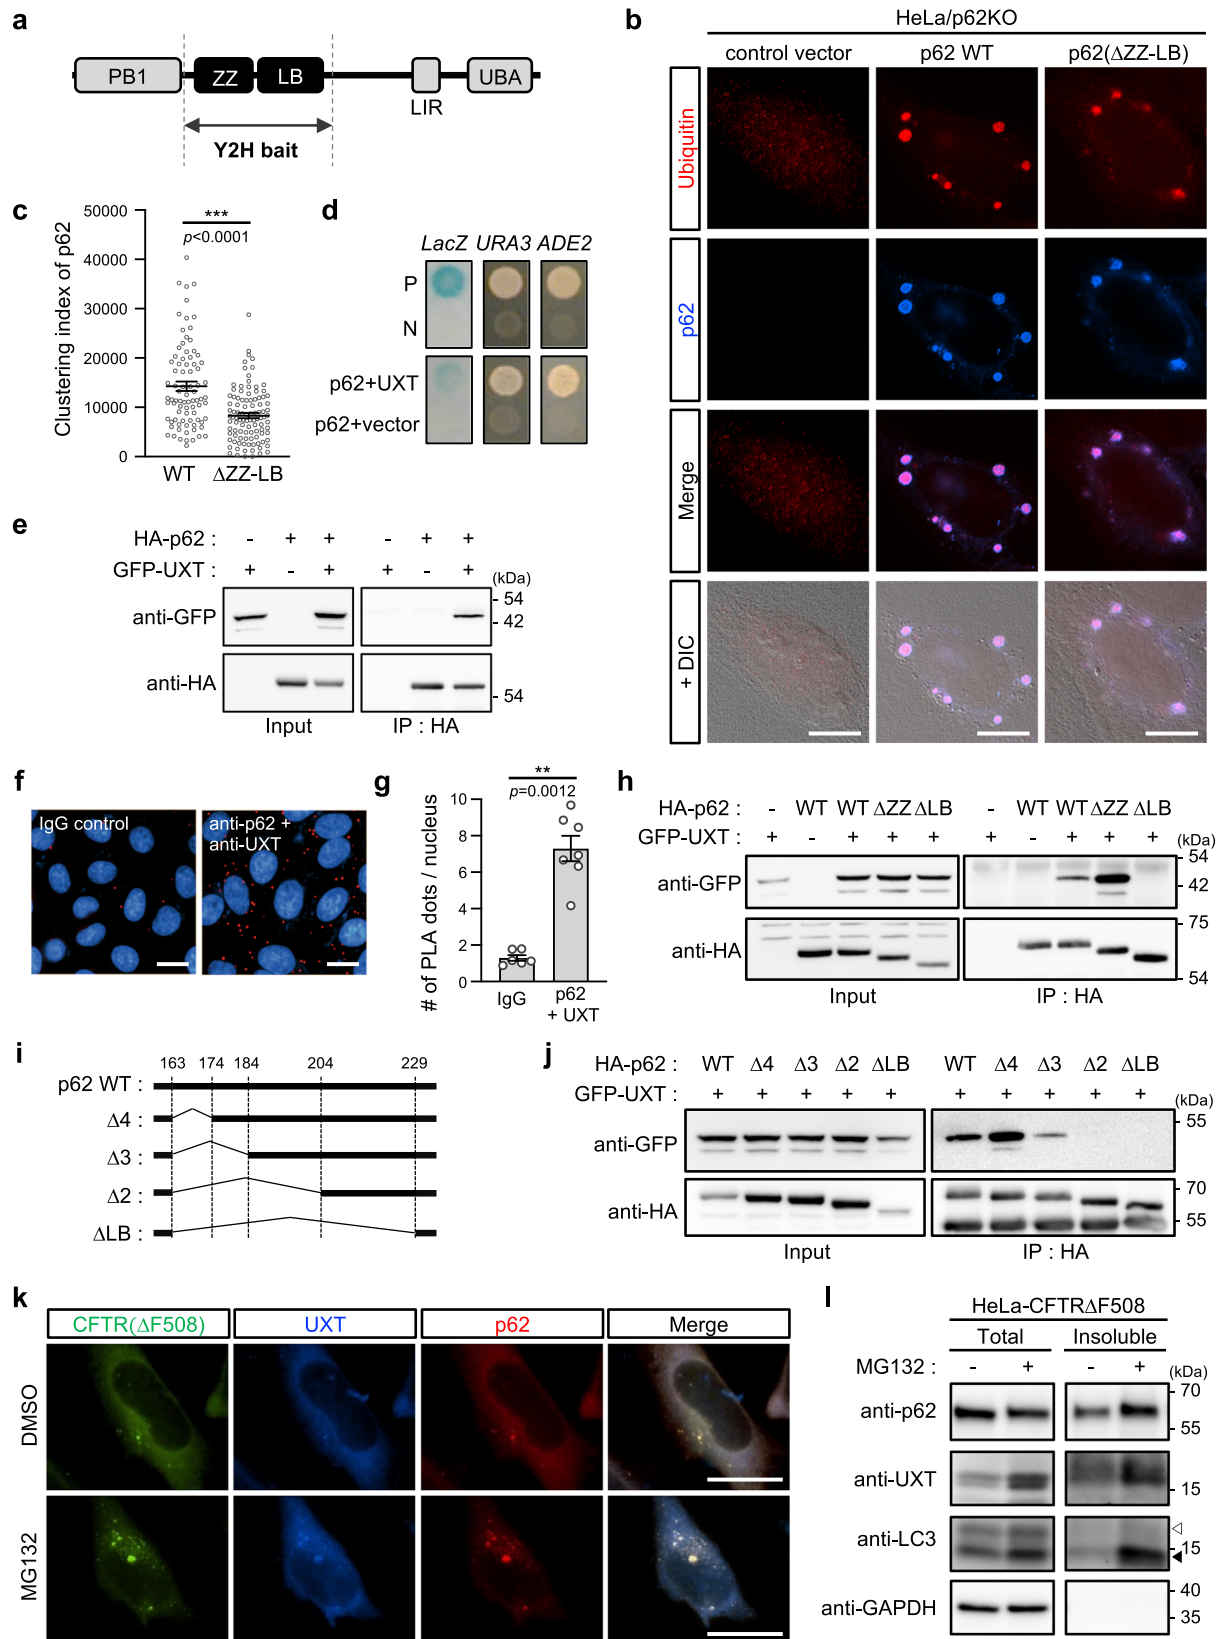 a
PB1
ZZ
LB
LIR
UBA
Y2H bait
b
HeLa/p62KO
control vector
p62 WT
p62(ΔZZ-LB)
Ubiquitin
p62
Merge
+ DIC
c
Clustering index of p62
50000
40000
30000
20000
10000
0
***
p<0.0001
WT
ΔZZ-LB
d
LacZ URA3 ADE2
P
N
p62+UXT
p62+vector
e
HA-p62 : - + + - + +
GFP-UXT : + - + + - +
(kDa)
anti-GFP
- 54
- 42
anti-HA
- 54
Input
IP : HA
f
IgG control
anti-p62 +
anti-UXT
g
# of PLA dots / nucleus
**
p=0.0012
10
8
6
4
2
0
IgG
p62
+ UXT
h
HA-p62 : - WT WT ΔZZ ΔLB - WT WT ΔZZ ΔLB
GFP-UXT : + - + + + + - + + +
(kDa)
anti-GFP
54
- 42
anti-HA
75
54
Input
IP : HA
i
163 174 184 204 229
p62 WT :
Δ4 :
Δ3 :
Δ2 :
ΔLB :
j
HA-p62 : WT Δ4 Δ3 Δ2 ΔLB WT Δ4 Δ3 Δ2 ΔLB
GFP-UXT : + + + + + + + + + +
(kDa)
anti-GFP
- 55
anti-HA
- 70
- 55
Input
IP : HA
k
CFTR(ΔF508)
UXT
p62
Merge
DMSO
MG132
l
HeLa-CFTRΔF508
Total
Insoluble
MG132 : - + - +
(kDa)
anti-p62
- 70
- 55
anti-UXT
- 15
anti-LC3
- 15
anti-GAPDH
- 40
- 35